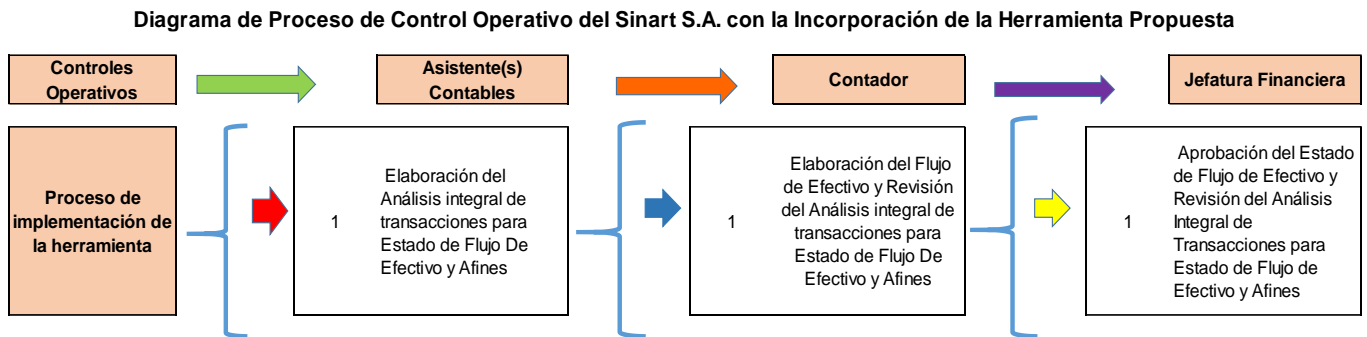 Diagrama de Proceso de Control Operativo del Sinart S.A. con la Incorporación de la Herramienta Propuesta
Controles
Operativos
Asistente(s)
Contables
Contador
Jefatura Financiera
Proceso de
implementación de
la herramienta
1
Elaboración del
Análisis integral de
transacciones para
Estado de Flujo De
Efectivo y Afines
1
Elaboración del Flujo
de Efectivo y Revisión
del Análisis integral de
transacciones para
Estado de Flujo De
Efectivo y Afines
1
Aprobación del Estado
de Flujo de Efectivo y
Revisión del Análisis
Integral de
Transacciones para
Estado de Flujo de
Efectivo y Afines